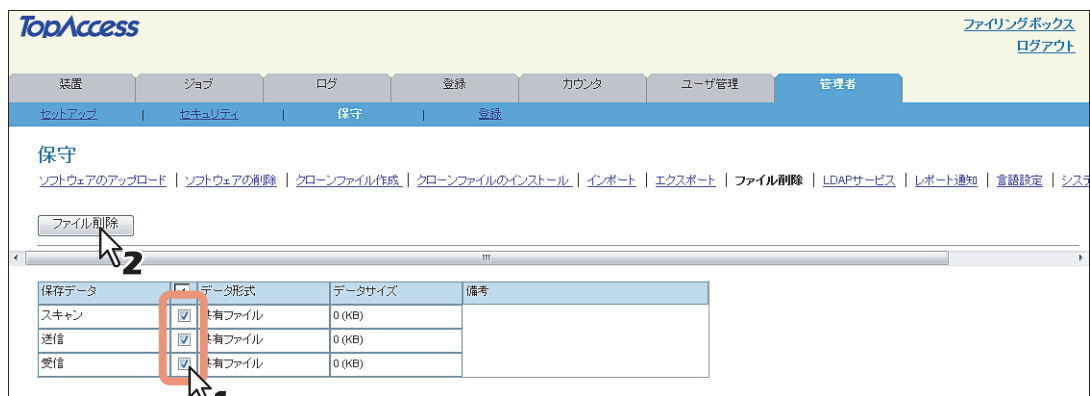 TopAccess
ファイリングボックス
ログアウト
装置 ジョブ ログ 登録 カウンタ ユーザ管理 管理者
セットアップ | セキュリティ | 保守 | 登録
保守
ソフトウェアのアップロード | ソフトウェアの削除 | クローンファイル作成 | クローンファイルのインストール | インポート | エクスポート | ファイル削除 | LDAPサービス | レポート通知 | 言語設定 | システ
ファイル削除
2
保存データ データ形式 データサイズ 備考
スキャン 共有ファイル 0 (KB)
送信 共有ファイル 0 (KB)
受信 共有ファイル 0 (KB)